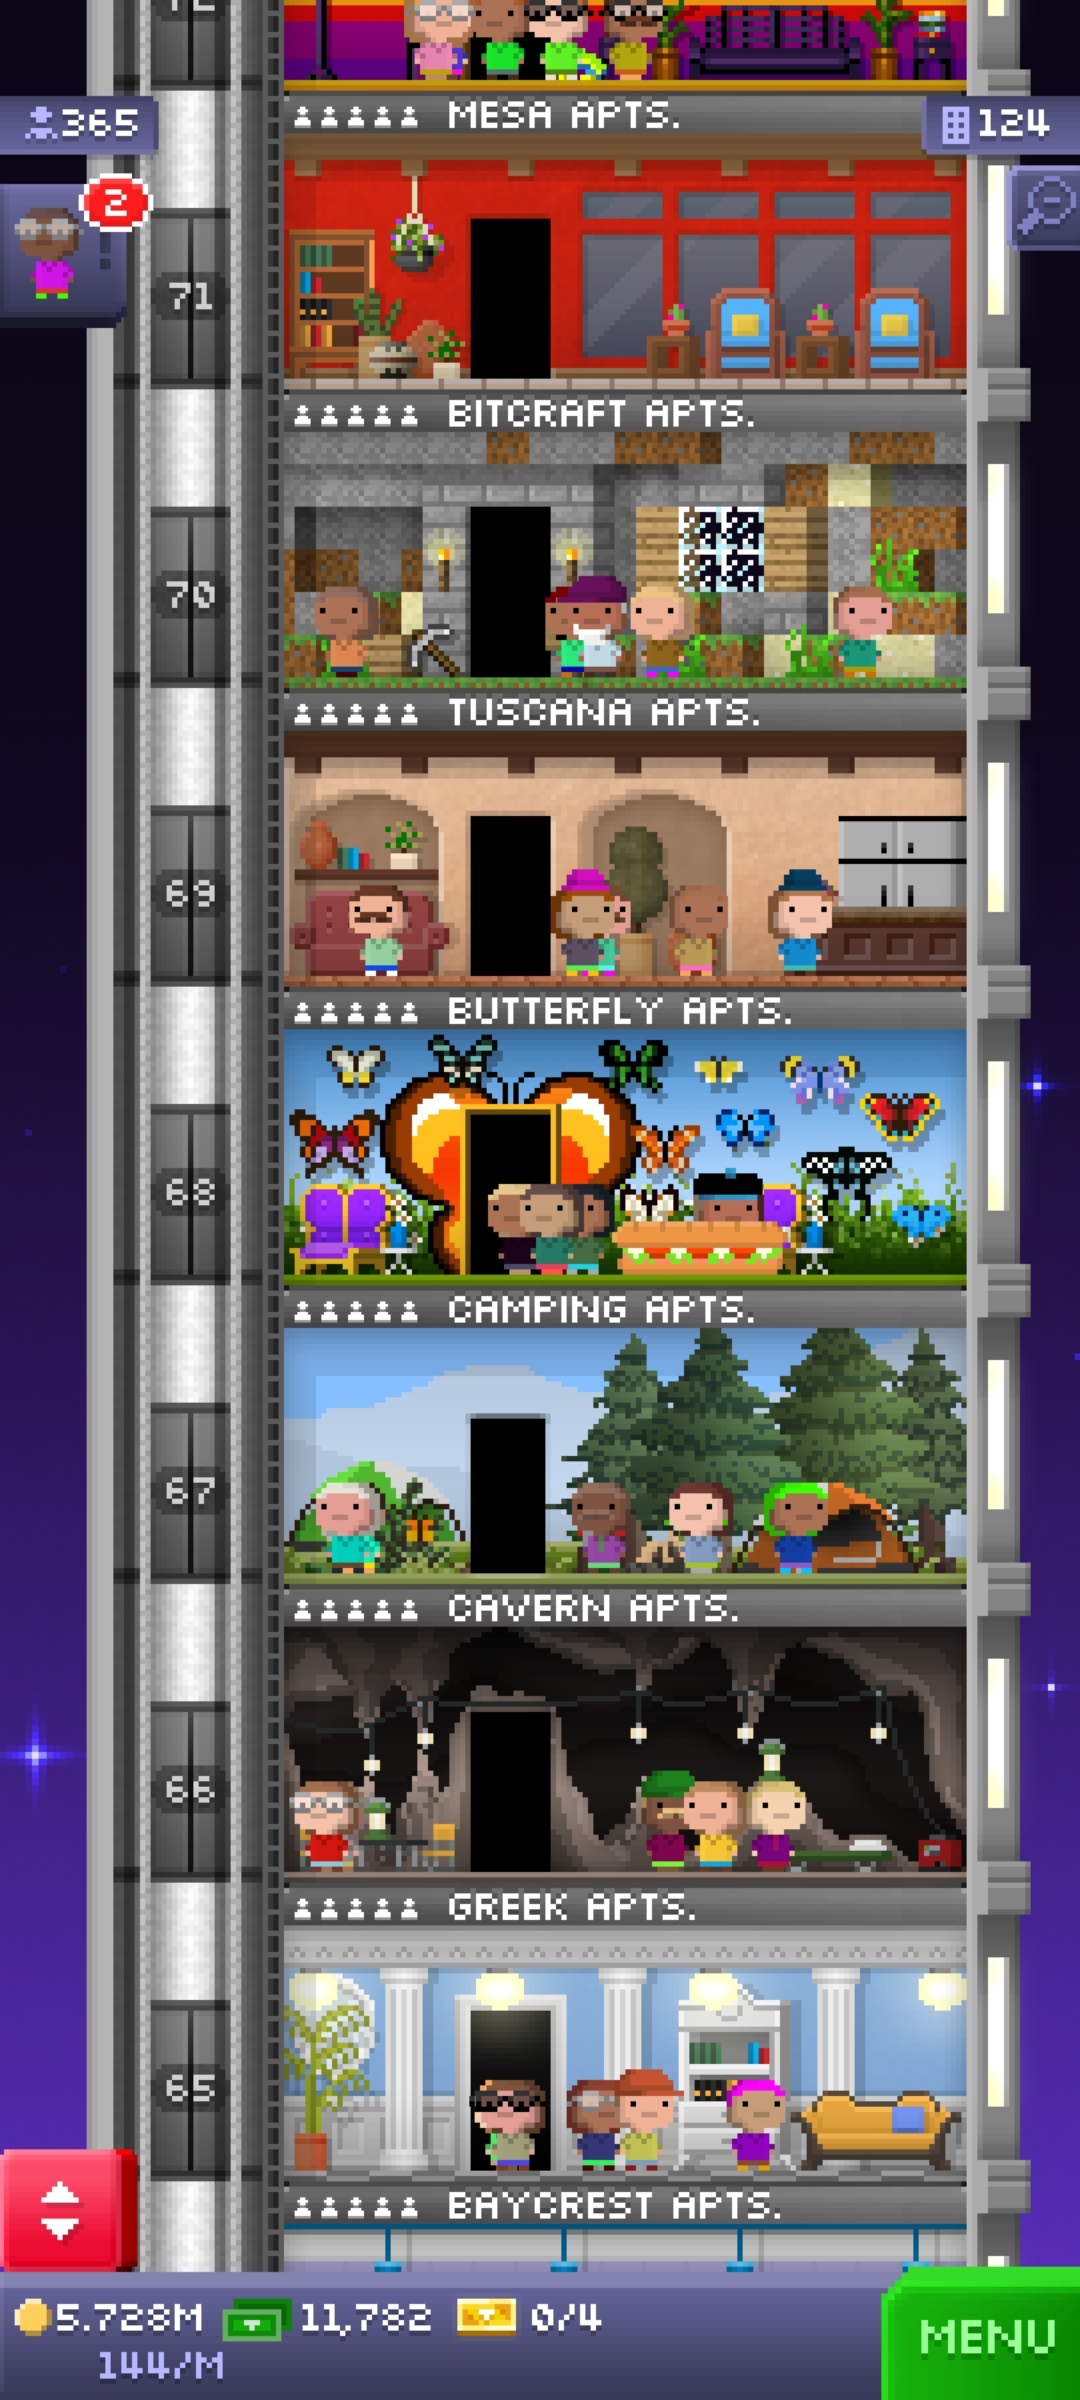 365
MESA APTS.
124
2
71
BITCRAFT APTS.
70
TUSCANA APTS.
69
BUTTERFLY APTS.
68
CAMPING APTS.
67
CAVERN APTS.
66
GREEK APTS.
65
BAYCREST APTS.
5.728M 11,782 0/4
144/M
MENU